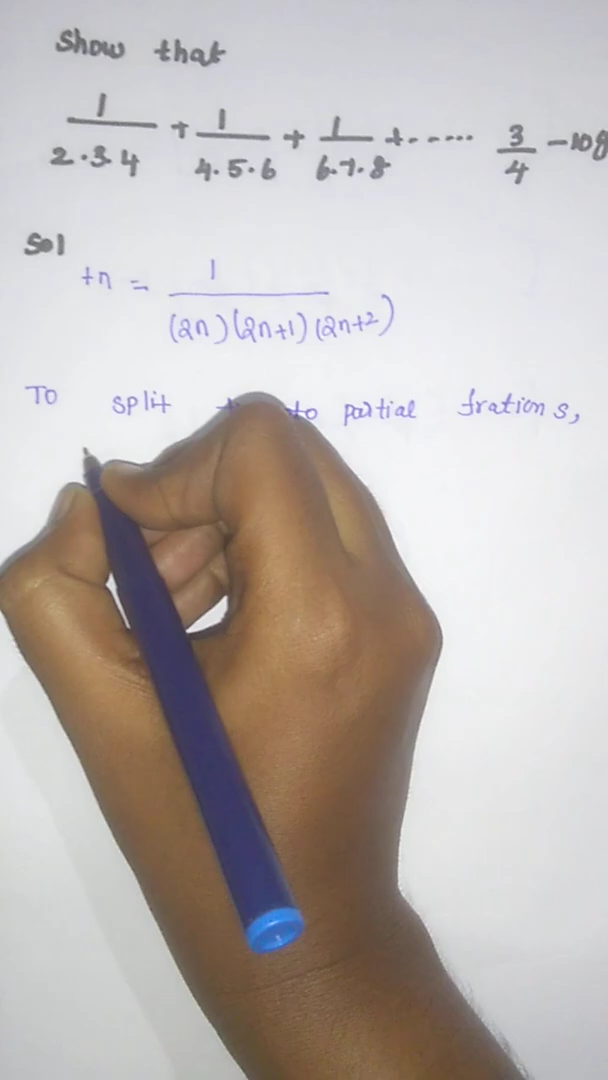 Show that
1/2.3.4 + 1/4.5.6 + 1/6.7.8 +...... 3/4 - log
Sol
tn = 1/(2n)(2n+1)(2n+2)
To split to partial frations,